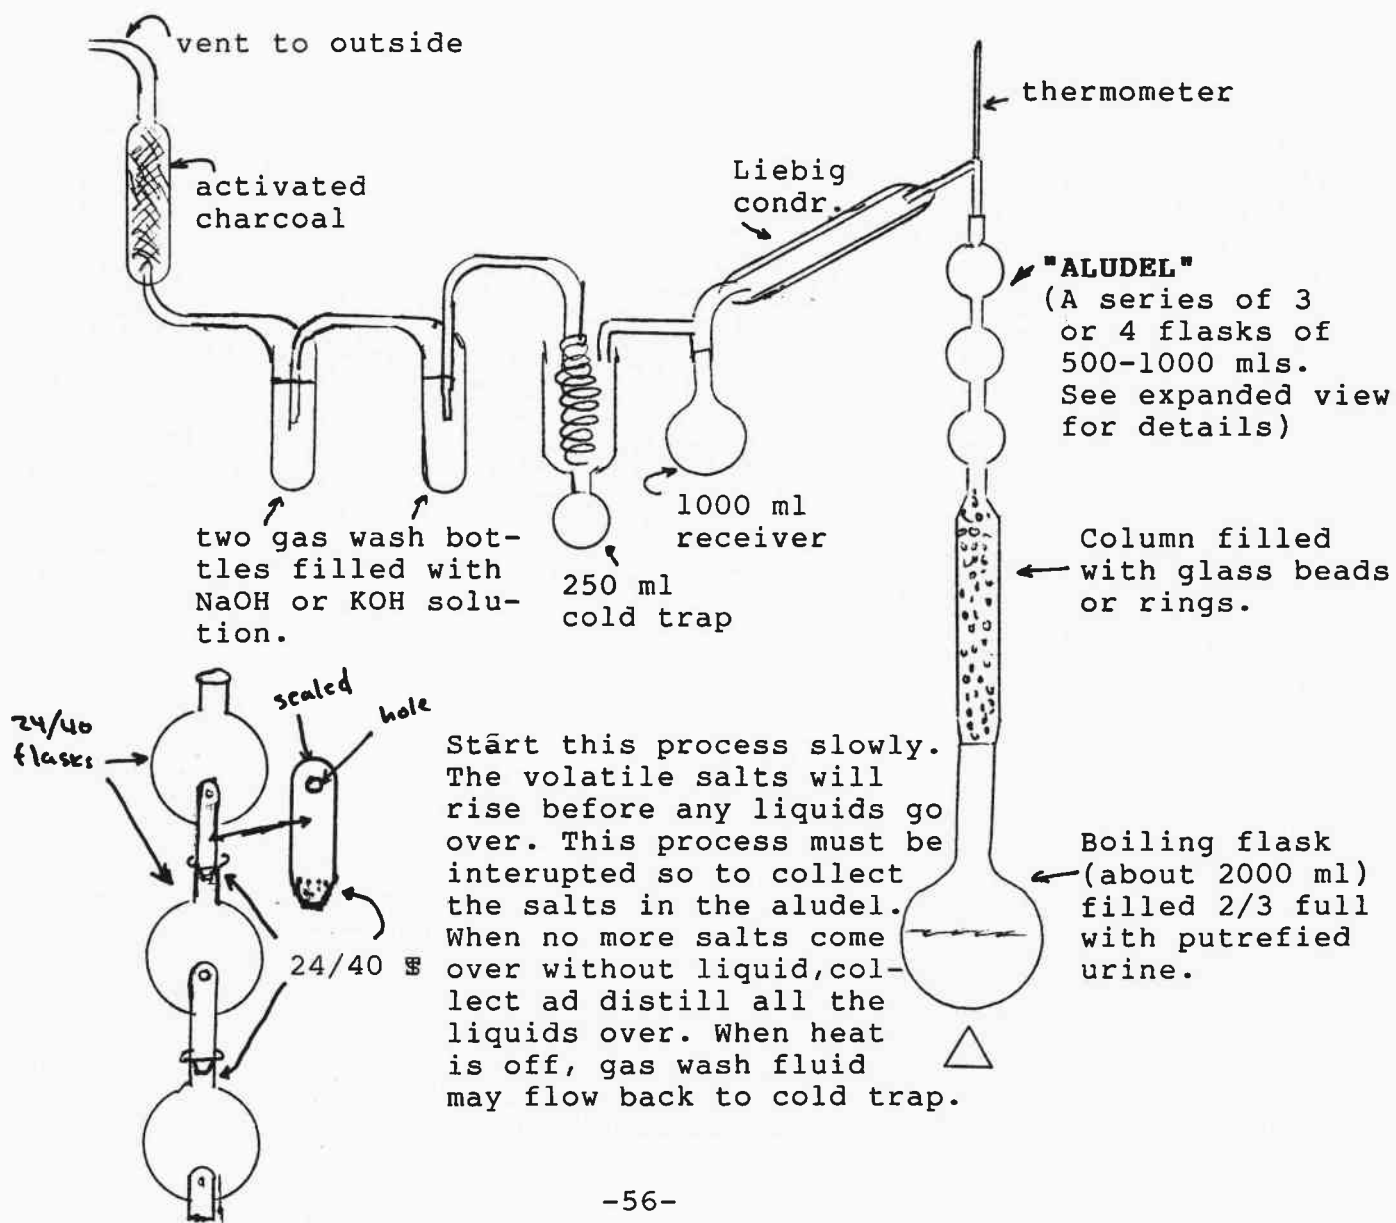 vent to outside
thermometer
activated
charcoal
Liebig
condr.
"ALUDEL"
(A series of 3
or 4 flasks of
500-1000 mls.
See expanded view
for details)
two gas wash bot-
tles filled with
NaOH or KOH solu-
tion.
250 ml
cold trap
1000 ml
receiver
Column filled
with glass beads
or rings.
24/40
flasks
sealed
hole
24/40
Start this process slowly.
The volatile salts will
rise before any liquids go
over. This process must be
interupted so to collect
the salts in the aludel.
When no more salts come
over without liquid,col-
lect ad distill all the
liquids over. When heat
is off, gas wash fluid
may flow back to cold trap.
Boiling flask
(about 2000 ml)
filled 2/3 full
with putrefied
urine.
-56-